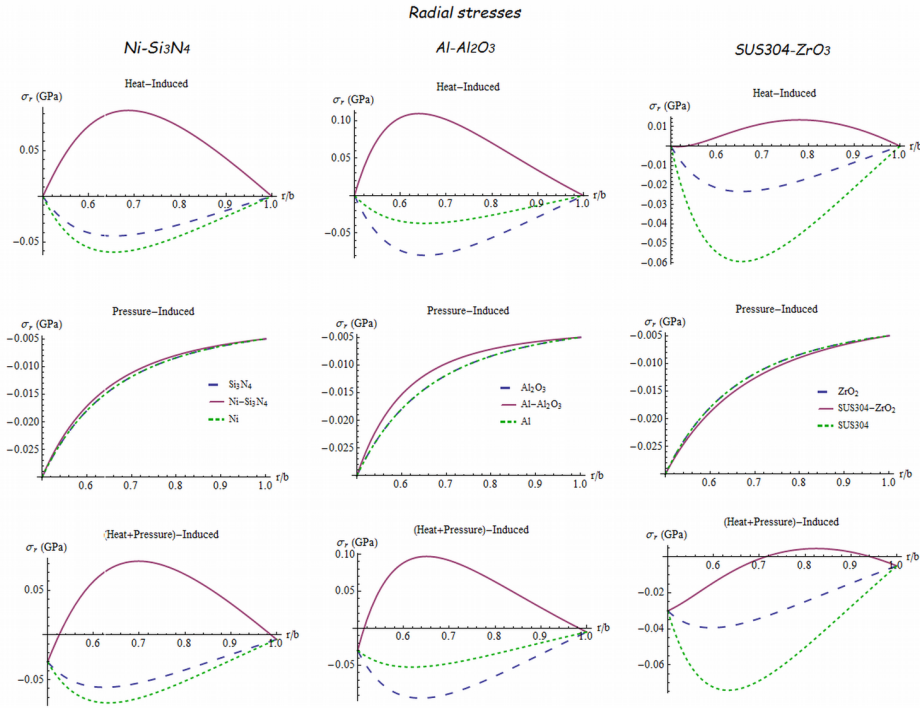 Radial stresses
Ni-Si3N4
Al-Al2O3
SUS304-ZrO3
Heat-Induced
σr (GPa)
0.05
-0.05
0.6 0.7 0.8 0.9 1.0
r/b
Heat-Induced
σr (GPa)
0.10
0.05
-0.05
0.6 0.7 0.8 0.9 1.0
r/b
Heat-Induced
σr (GPa)
0.01
-0.01
-0.02
-0.03
-0.04
-0.05
-0.06
0.6 0.7 0.8 0.9 1.0
r/b
Pressure-Induced
σr (GPa)
-0.005
-0.010
-0.015
-0.020
-0.025
0.6 0.7 0.8 0.9 1.0
r/b
Si3N4
Ni-Si3N4
Ni
Pressure-Induced
σr (GPa)
-0.005
-0.010
-0.015
-0.020
-0.025
0.6 0.7 0.8 0.9 1.0
r/b
Al2O3
Al-Al2O3
Al
Pressure-Induced
σr (GPa)
-0.005
-0.010
-0.015
-0.020
-0.025
0.6 0.7 0.8 0.9 1.0
r/b
ZrO2
SUS304-ZrO2
SUS304
(Heat+Pressure)-Induced
σr (GPa)
0.05
-0.05
0.6 0.7 0.8 0.9 1.0
r/b
(Heat+Pressure)-Induced
σr (GPa)
0.10
0.05
-0.05
0.6 0.7 0.8 0.9 1.0
r/b
(Heat+Pressure)-Induced
σr (GPa)
-0.02
-0.04
-0.06
0.6 0.7 0.8 0.9 1.0
r/b